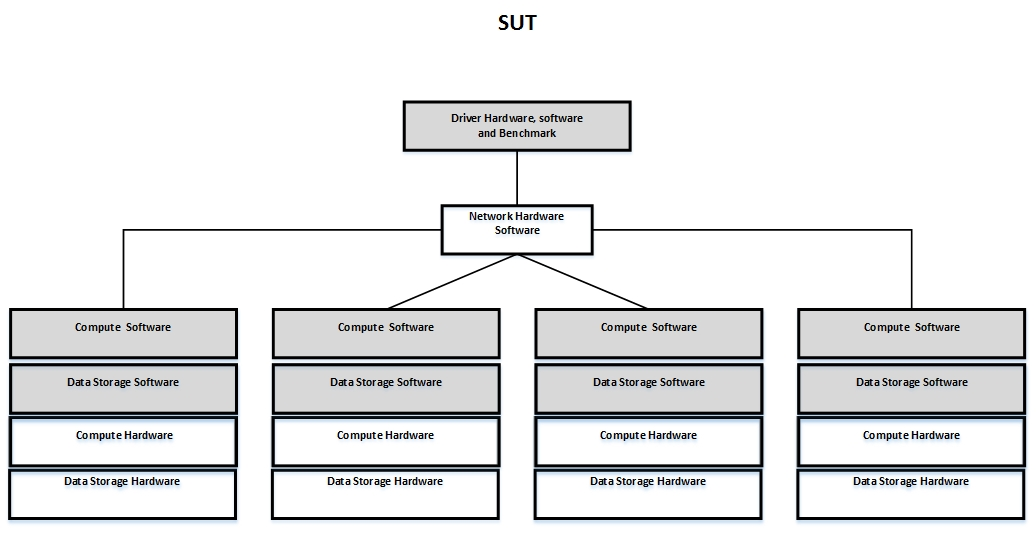 SUT
Driver Hardware, software
and Benchmark
Network Hardware
Software
Compute Software
Compute Software
Compute Software
Compute Software
Data Storage Software
Data Storage Software
Data Storage Software
Data Storage Software
Compute Hardware
Compute Hardware
Compute Hardware
Compute Hardware
Data Storage Hardware
Data Storage Hardware
Data Storage Hardware
Data Storage Hardware